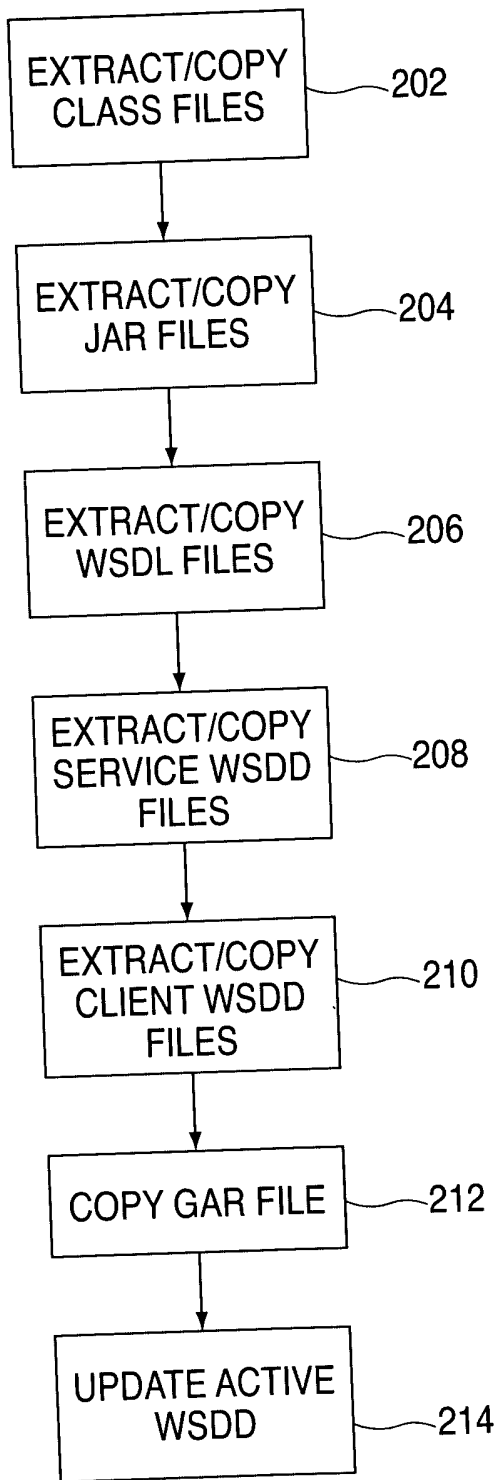 EXTRACT/COPY
CLASS FILES
202
EXTRACT/COPY
JAR FILES
204
EXTRACT/COPY
WSDL FILES
206
EXTRACT/COPY
SERVICE WSDD
FILES
208
EXTRACT/COPY
CLIENT WSDD
FILES
210
COPY GAR FILE
212
UPDATE ACTIVE
WSDD
214